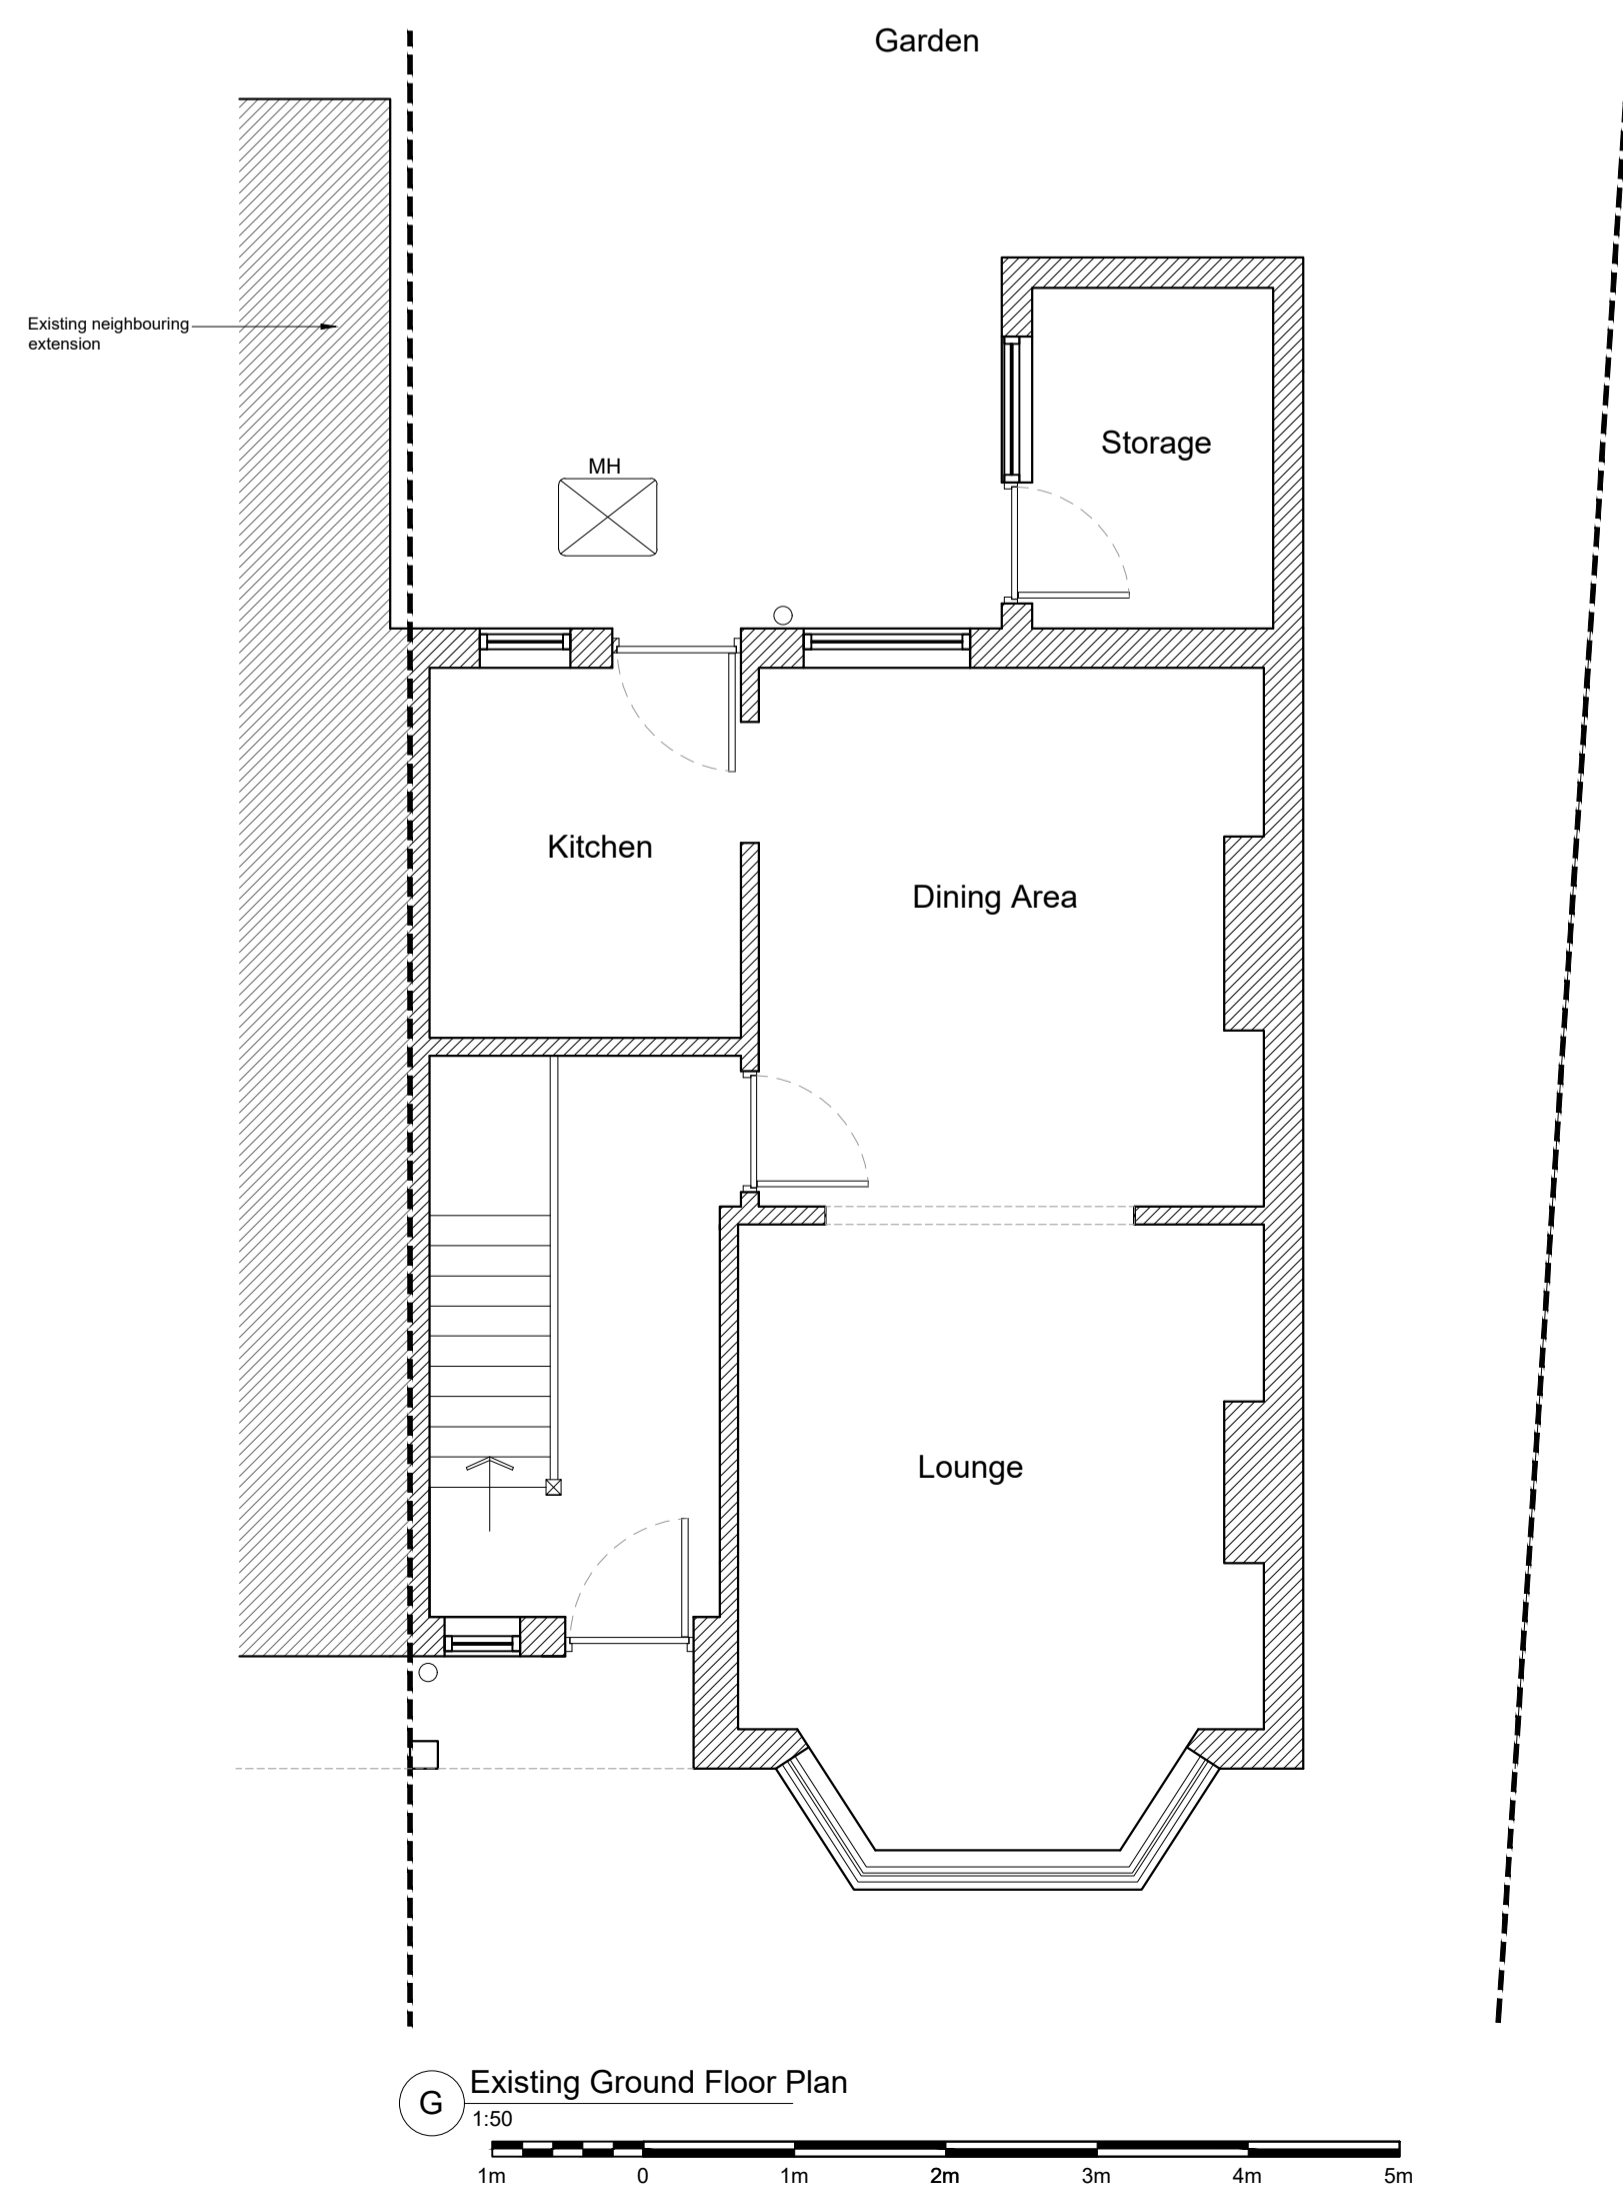 Garden
Existing neighbouring
extension
Storage
MH
Kitchen
Dining Area
Lounge
G
Existing Ground Floor Plan
1:50
1m 0 1m 2m 3m 4m 5m